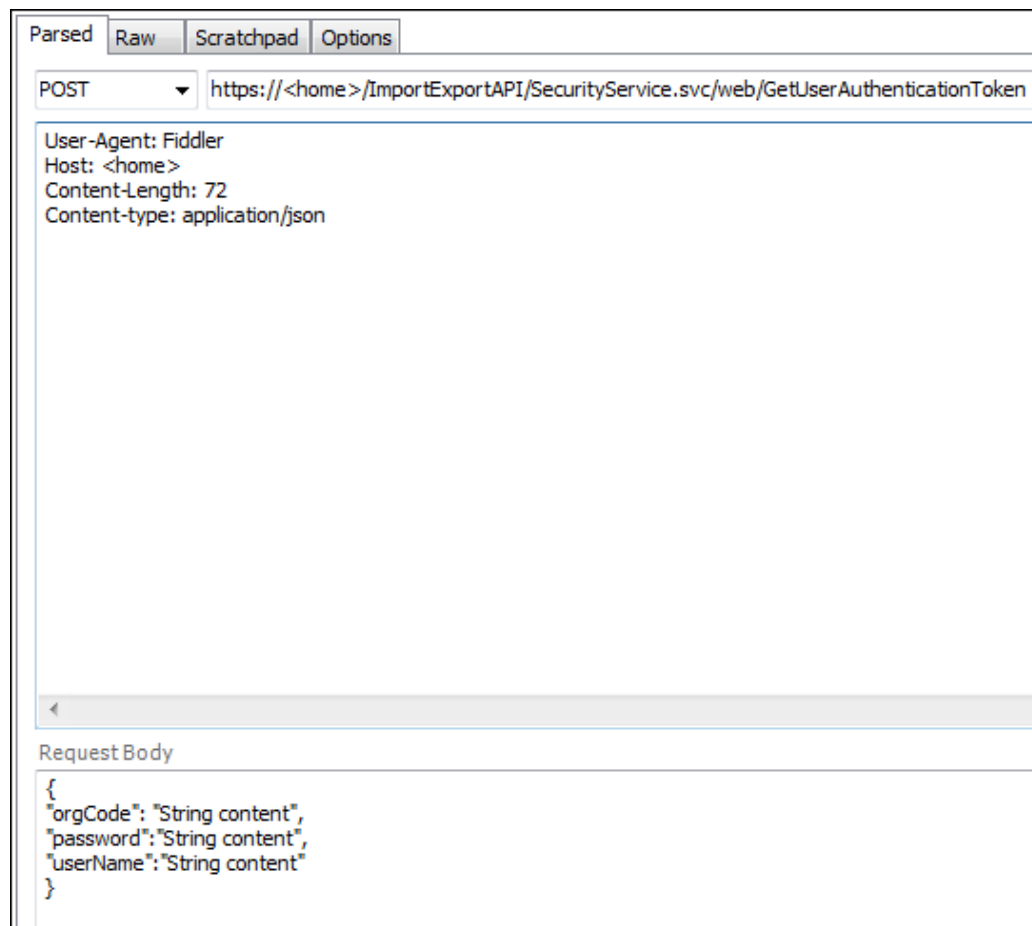 Parsed Raw Scratchpad Options
POST https://<home>/ImportExportAPI/SecurityService.svc/web/GetUserAuthenticationToken
User-Agent: Fiddler
Host: <home>
Content-Length: 72
Content-type: application/json
Request Body
{
"orgCode": "String content",
"password":"String content",
"userName":"String content"
}